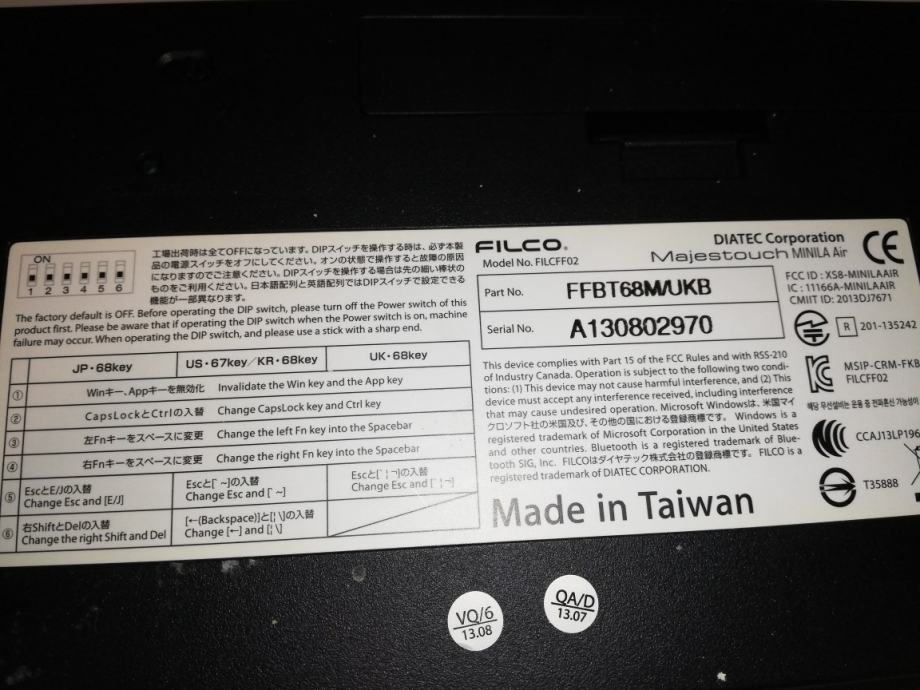 ON
1 2 3 4 5 6
工場出荷時は全てOFFになっています。DIPスイッチを操作する時は、必ず本製
品の電源スイッチをオフにしてください。オンの状態で操作すると故障の原因
になりますのでご注意ください。DIPスイッチを操作する場合は先の細い棒状の
ものをご利用ください。日本語配列と英語配列ではDIPスイッチで設定できる
機能が一部異なります。
The factory default is OFF. Before operating the DIP switch, please turn off the Power switch of this
product first. Please be aware that if operating the DIP switch when the Power switch is on, machine
failure may occur. When operating the DIP switch, and please use a stick with a sharp end.
JP・68key US・67key/KR・68key UK・68key
① Winキー、Appキーを無効化 Invalidate the Win key and the App key
② CapsLockとCtrlの入替 Change CapsLock key and Ctrl key
③ 左Fnキーをスペースに変更 Change the left Fn key into the Spacebar
④ 右Fnキーをスペースに変更 Change the right Fn key into the Spacebar
⑤ EscとE/Jの入替 Escと[` ~]の入替 Escと[` ¦ ¬]の入替
Change Esc and [E/J] Change Esc and [` ~] Change Esc and [` ¦ ¬]
⑥ 右ShiftとDelの入替 [←(Backspace)]と[¦ \]の入替
Change the right Shift and Del Change [←] and [¦ \]
FILCO®
DIATEC Corporation
Model No. FILCFF02
Majestouch MINILA Air
CE
Part No. FFBT68M/UKB
Serial No. A130802970
FCC ID : XS8-MINILAAIR
IC : 11166A-MINILAAIR
CMIIT ID: 2013DJ7671
R 201-135242
MSIP-CRM-FKB
FILCFF02
해당 무선설비는 운용 중 전파혼신 가능성이
CCAJ13LP196
T35888
This device complies with Part 15 of the FCC Rules and with RSS-210
of Industry Canada. Operation is subject to the following two condi-
tions: (1) This device may not cause harmful interference, and (2) This
device must accept any interference received, including interference
that may cause undesired operation. Microsoft Windowsは、米国マイ
クロソフト社の米国及び、その他の国における登録商標です。 Windows is a
registered trademark of Microsoft Corporation in the United States
and other countries. Bluetooth is a registered trademark of Blue-
tooth SIG, Inc. FILCOはダイヤテック株式会社の登録商標です。 FILCO is a
registered trademark of DIATEC CORPORATION.
Made in Taiwan
VQ/6
13.08
QA/D
13.07